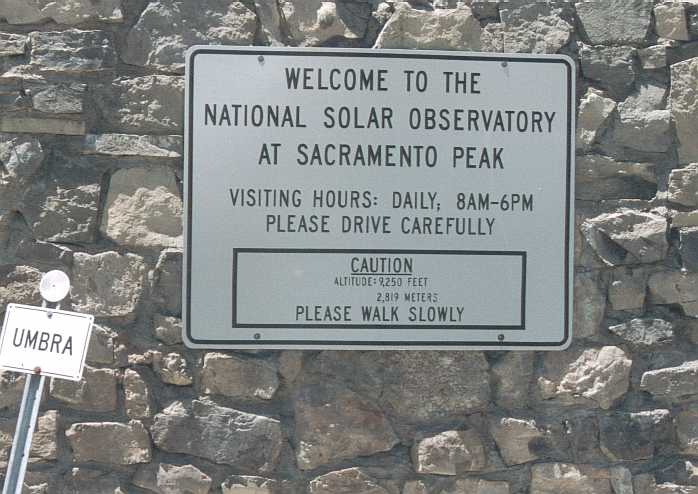 WELCOME TO THE
NATIONAL SOLAR OBSERVATORY
AT SACRAMENTO PEAK
VISITING HOURS: DAILY, 8AM-6PM
PLEASE DRIVE CAREFULLY
CAUTION
ALTITUDE: 9,250 FEET
2,819 METERS
PLEASE WALK SLOWLY
UMBRA